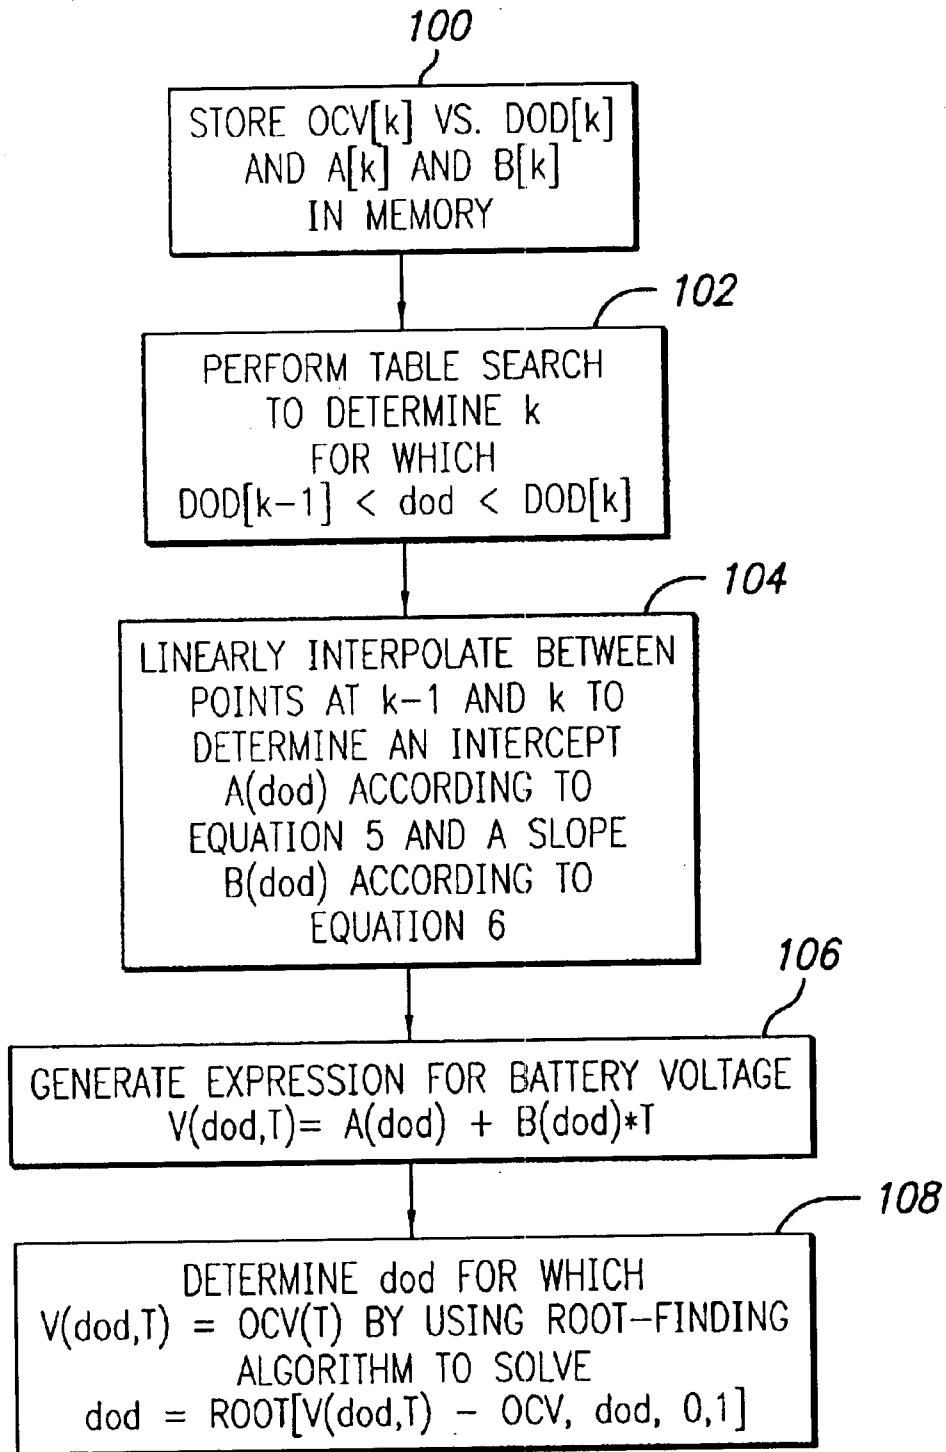 100
STORE OCV[k] VS. DOD[k]
AND A[k] AND B[k]
IN MEMORY
102
PERFORM TABLE SEARCH
TO DETERMINE k
FOR WHICH
DOD[k-1] < dod < DOD[k]
104
LINEARLY INTERPOLATE BETWEEN
POINTS AT k-1 AND k TO
DETERMINE AN INTERCEPT
A(dod) ACCORDING TO
EQUATION 5 AND A SLOPE
B(dod) ACCORDING TO
EQUATION 6
106
GENERATE EXPRESSION FOR BATTERY VOLTAGE
V(dod,T)= A(dod) + B(dod)*T
108
DETERMINE dod FOR WHICH
V(dod,T) = OCV(T) BY USING ROOT-FINDING
ALGORITHM TO SOLVE
dod = ROOT[V(dod,T) - OCV, dod, 0,1]